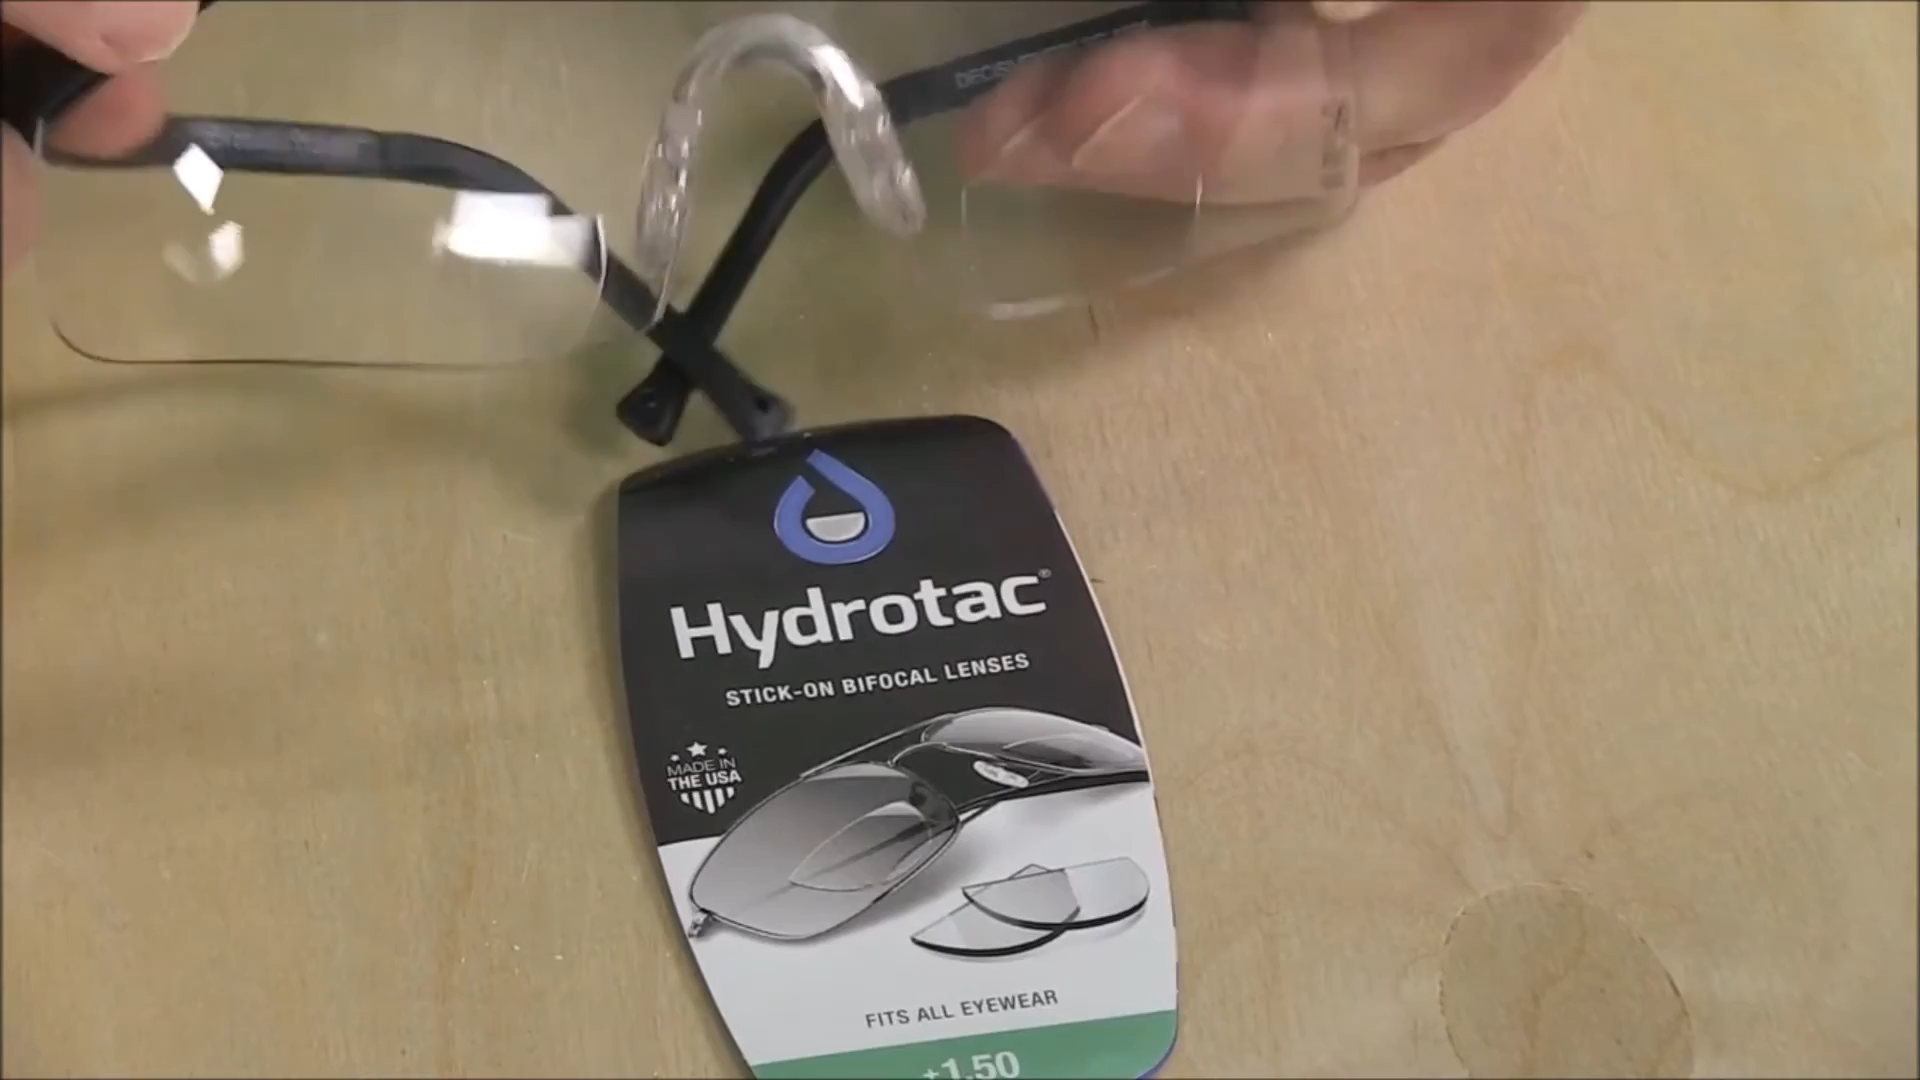 Hydrotac®
STICK-ON BIFOCAL LENSES
MADE IN
THE USA
FITS ALL EYEWEAR
+1.50